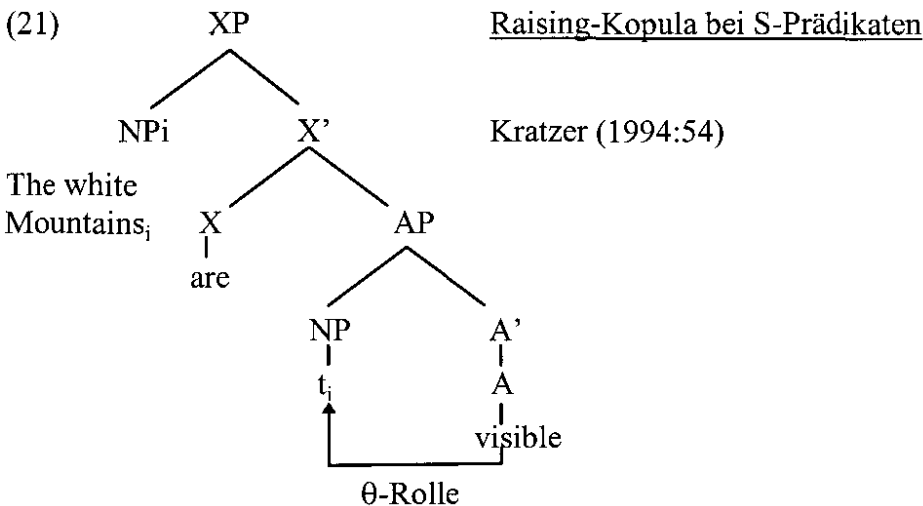 (21) XP Raising-Kopula bei S-Prädikaten
NPi X’ Kratzer (1994:54)
The white
Mountainsᵢ X AP
are
NP A’
tᵢ A
visible
θ-Rolle